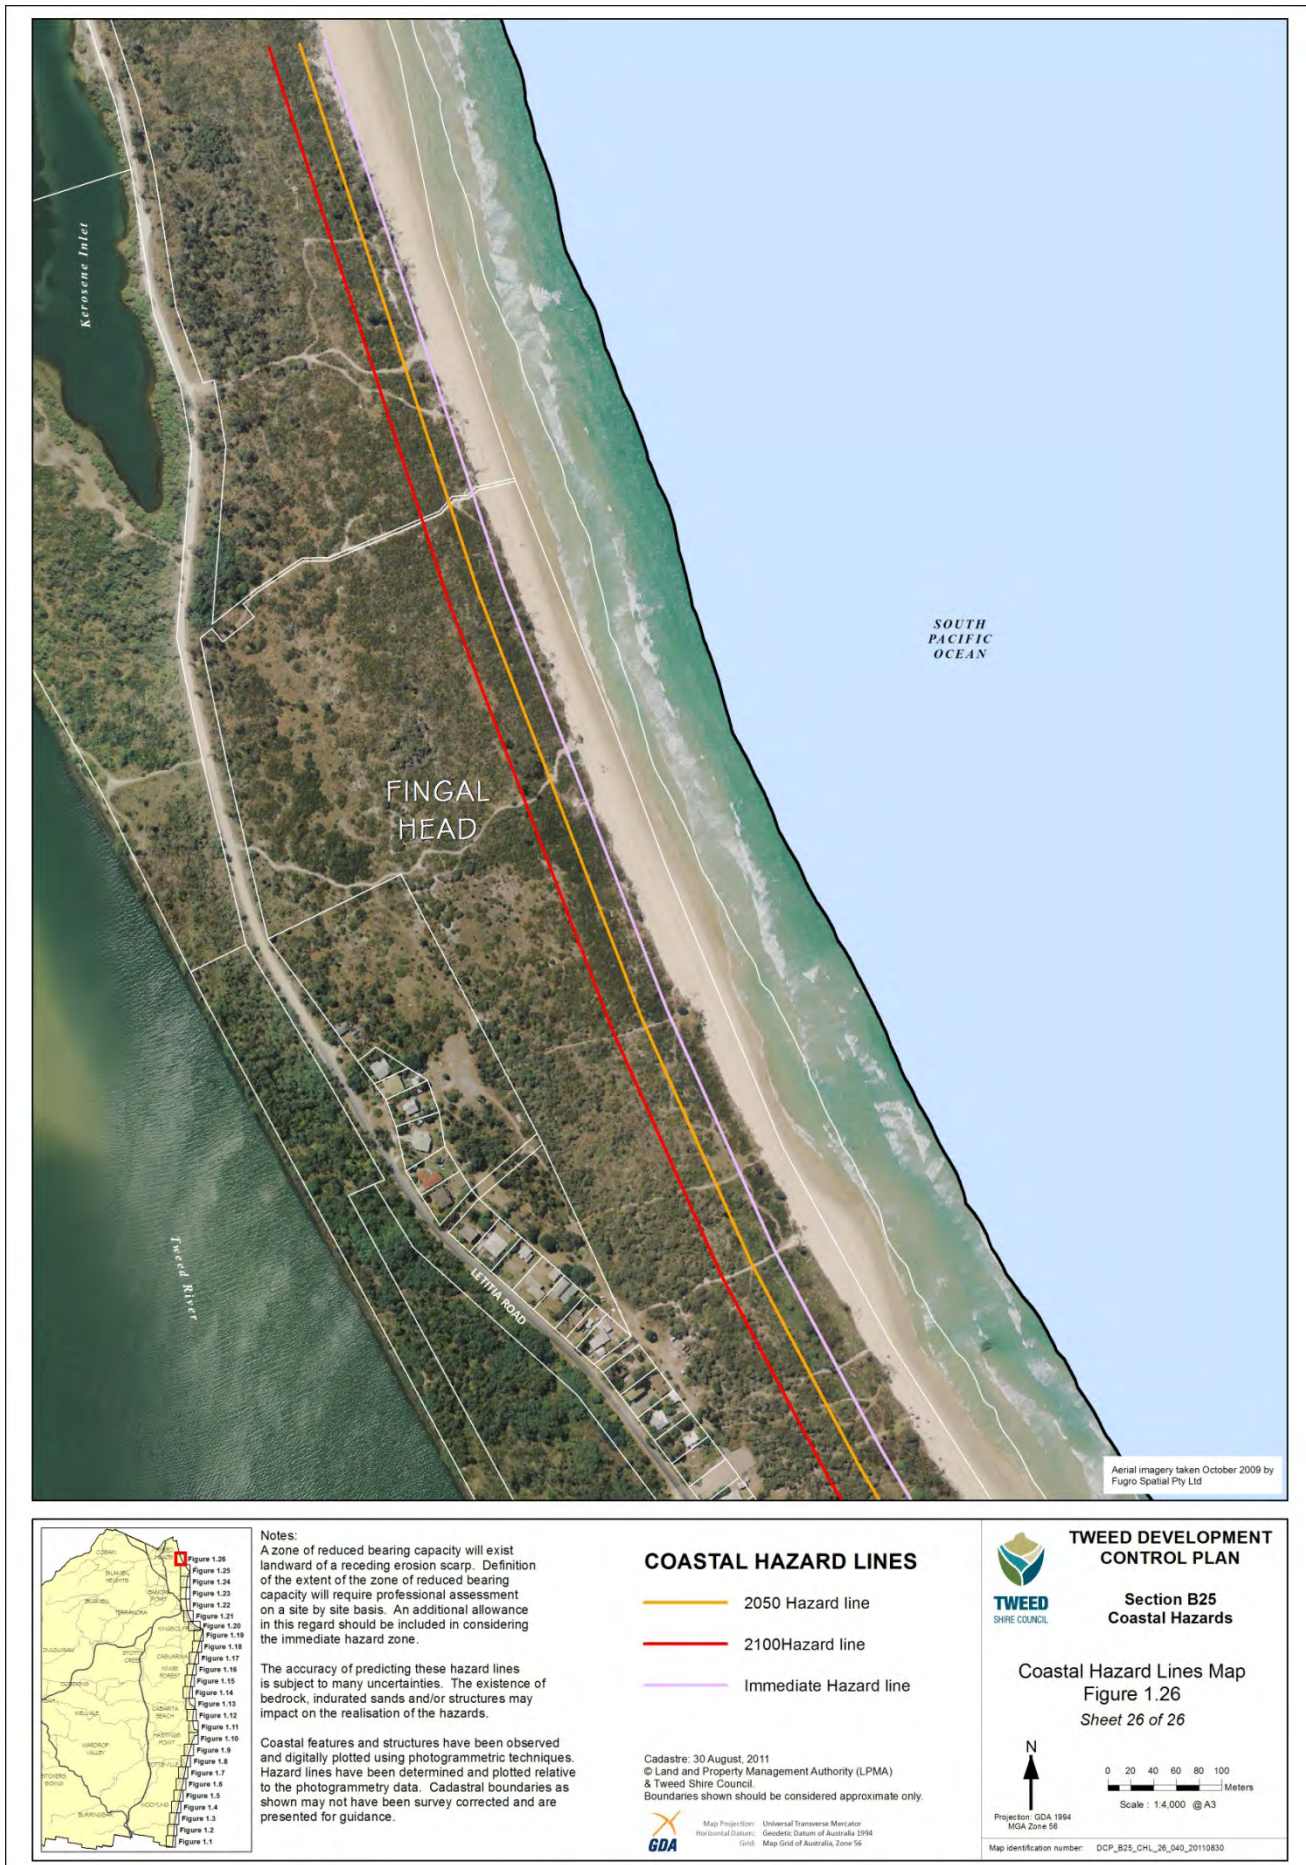 Kerosene Inlet
SOUTH
PACIFIC
OCEAN
FINGAL
HEAD
Tweed River
LETITIA ROAD
Aerial imagery taken October 2009 by
Fugro Spatial Pty Ltd
Figure 1.26
Figure 1.25
Figure 1.24
Figure 1.23
Figure 1.22
Figure 1.21
Figure 1.20
Figure 1.19
Figure 1.18
Figure 1.17
Figure 1.16
Figure 1.15
Figure 1.14
Figure 1.13
Figure 1.12
Figure 1.11
Figure 1.10
Figure 1.9
Figure 1.8
Figure 1.7
Figure 1.6
Figure 1.5
Figure 1.4
Figure 1.3
Figure 1.2
Figure 1.1
COBAKI
BILAMBIL
HEIGHTS
TERRANORA
BANORA
POINT
KINGS
FOREST
CABARITA
BEACH
HASTINGS
POINT
WARDROP
VALLEY
Notes:
A zone of reduced bearing capacity will exist
landward of a receding erosion scarp. Definition
of the extent of the zone of reduced bearing
capacity will require professional assessment
on a site by site basis. An additional allowance
in this regard should be included in considering
the immediate hazard zone.
The accuracy of predicting these hazard lines
is subject to many uncertainties. The existence of
bedrock, indurated sands and/or structures may
impact on the realisation of the hazards.
Coastal features and structures have been observed
and digitally plotted using photogrammetric techniques.
Hazard lines have been determined and plotted relative
to the photogrammetry data. Cadastral boundaries as
shown may not have been survey corrected and are
presented for guidance.
COASTAL HAZARD LINES
2050 Hazard line
2100Hazard line
Immediate Hazard line
Cadastre: 30 August, 2011
© Land and Property Management Authority (LPMA)
& Tweed Shire Council.
Boundaries shown should be considered approximate only.
GDA
Map Projection: Universal Transverse Mercator
Horizontal Datum: Geodetic Datum of Australia 1994
Grid: Map Grid of Australia, Zone 56
TWEED
SHIRE COUNCIL
TWEED DEVELOPMENT
CONTROL PLAN
Section B25
Coastal Hazards
Coastal Hazard Lines Map
Figure 1.26
Sheet 26 of 26
N
Projection: GDA 1994
MGA Zone 56
0 20 40 60 80 100
Meters
Scale : 1:4,000 @ A3
Map identification number: DCP_B25_CHL_26_040_20110830